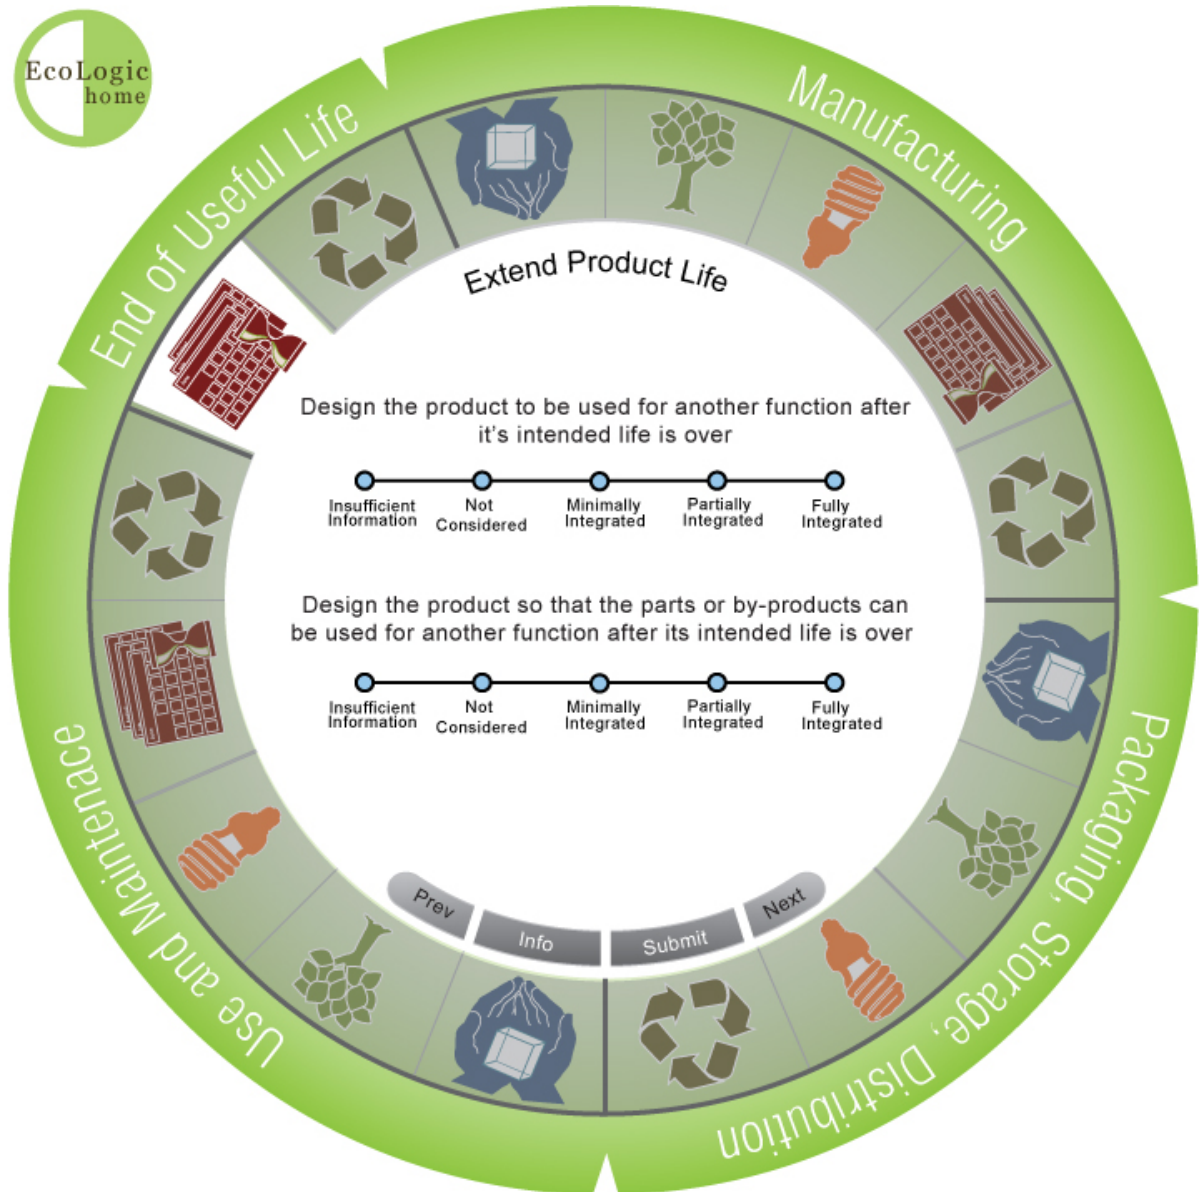 EcoLogic
home
Manufacturing
End of Useful Life
Extend Product Life
Design the product to be used for another function after
it's intended life is over
Insufficient Information
Not Considered
Minimally Integrated
Partially Integrated
Fully Integrated
Design the product so that the parts or by-products can
be used for another function after its intended life is over
Insufficient Information
Not Considered
Minimally Integrated
Partially Integrated
Fully Integrated
Packaging, Storage, Distribution
Use and Maintenace
Prev
Info
Submit
Next